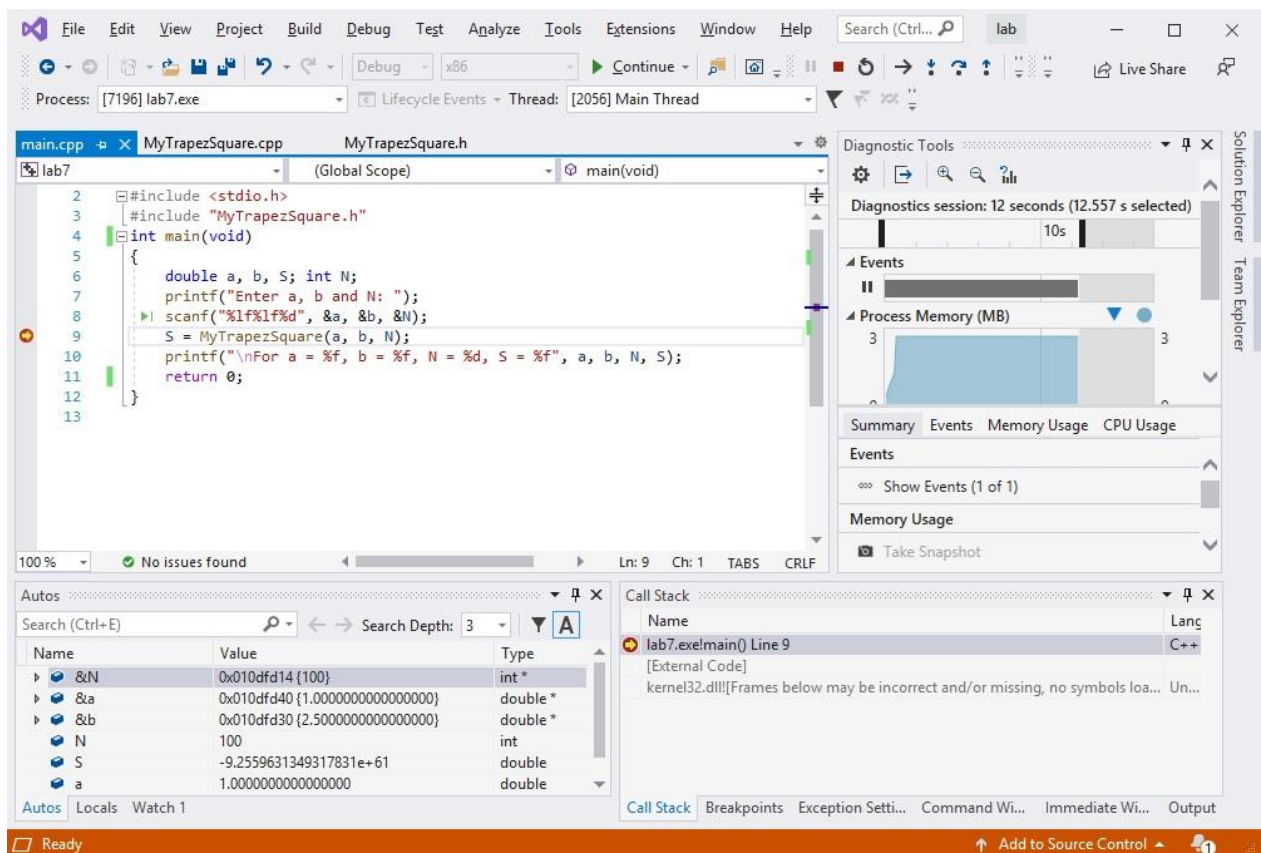 File Edit View Project Build Debug Test Analyze Tools Extensions Window Help Search (Ctrl... lab
Debug x86 Continue Live Share
Process: [7196] lab7.exe Lifecycle Events Thread: [2056] Main Thread
main.cpp MyTrapezSquare.cpp MyTrapezSquare.h
lab7 (Global Scope) main(void)
2 #include <stdio.h>
3 #include "MyTrapezSquare.h"
4 int main(void)
5 {
6 double a, b, S; int N;
7 printf("Enter a, b and N: ");
8 scanf("%lf%lf%d", &a, &b, &N);
9 S = MyTrapezSquare(a, b, N);
10 printf("\nFor a = %f, b = %f, N = %d, S = %f", a, b, N, S);
11 return 0;
12 }
13
100 % No issues found Ln: 9 Ch: 1 TABS CRLF
Diagnostic Tools
Diagnostics session: 12 seconds (12.557 s selected)
10s
Events
Process Memory (MB)
3 3
0 0
Summary Events Memory Usage CPU Usage
Events
Show Events (1 of 1)
Memory Usage
Take Snapshot
Solution Explorer
Team Explorer
Autos
Search (Ctrl+E) Search Depth: 3 A
Name Value Type
&N 0x010dfd14 {100} int *
&a 0x010dfd40 {1.0000000000000000} double *
&b 0x010dfd30 {2.5000000000000000} double *
N 100 int
S -9.2559631349317831e+61 double
a 1.0000000000000000 double
Autos Locals Watch 1
Call Stack
Name Lang
lab7.exe!main() Line 9 C++
[External Code]
kernel32.dll![Frames below may be incorrect and/or missing, no symbols loa... Un...
Call Stack Breakpoints Exception Setti... Command Wi... Immediate Wi... Output
Ready Add to Source Control 1